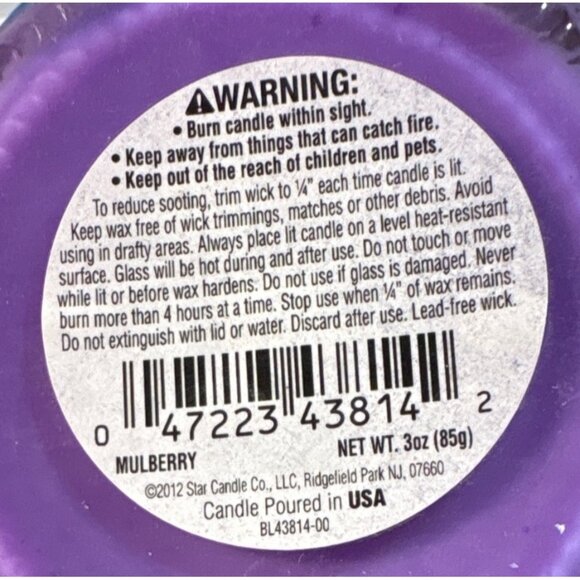 ⚠WARNING:
• Burn candle within sight.
• Keep away from things that can catch fire.
• Keep out of the reach of children and pets.
To reduce sooting, trim wick to ¼" each time candle is lit.
Keep wax free of wick trimmings, matches or other debris. Avoid
using in drafty areas. Always place lit candle on a level heat-resistant
surface. Glass will be hot during and after use. Do not touch or move
while lit or before wax hardens. Do not use if glass is damaged. Never
burn more than 4 hours at a time. Stop use when ¼" of wax remains.
Do not extinguish with lid or water. Discard after use. Lead-free wick.
0 47223 43814 2
MULBERRY NET WT. 3oz (85g)
©2012 Star Candle Co., LLC, Ridgefield Park NJ, 07660
Candle Poured in USA
BL43814-00